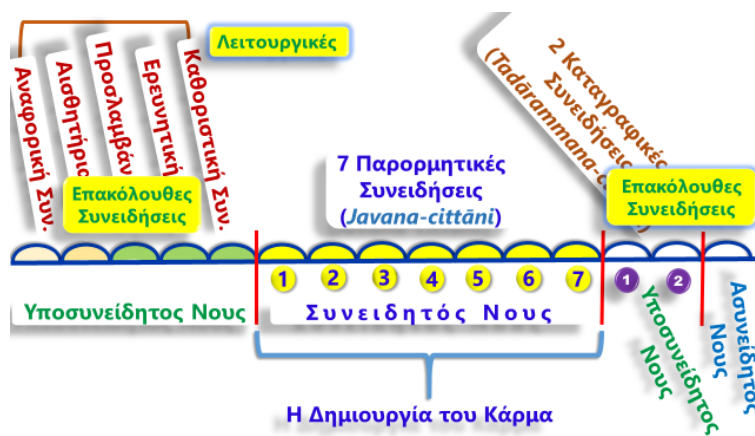 Λειτουργικές
Αναφορική Συν.
Αισθητήρια
Προσλαμβάν
Ερευνητική
Καθοριστική Συν.
Επακόλουθες
Συνειδήσεις
7 Παρορμητικές
Συνειδήσεις
(Javana-cittāni)
2 Καταγραφικές
Συνειδήσεις
(Tadārammana-c
Επακόλουθες
Συνειδήσεις
1 2 3 4 5 6 7
1 2
Υποσυνείδητος Νους
Συνειδητός Νους
Υποσυνείδητος
Νους
Ασυνείδητος
Νους
Η Δημιουργία του Κάρμα